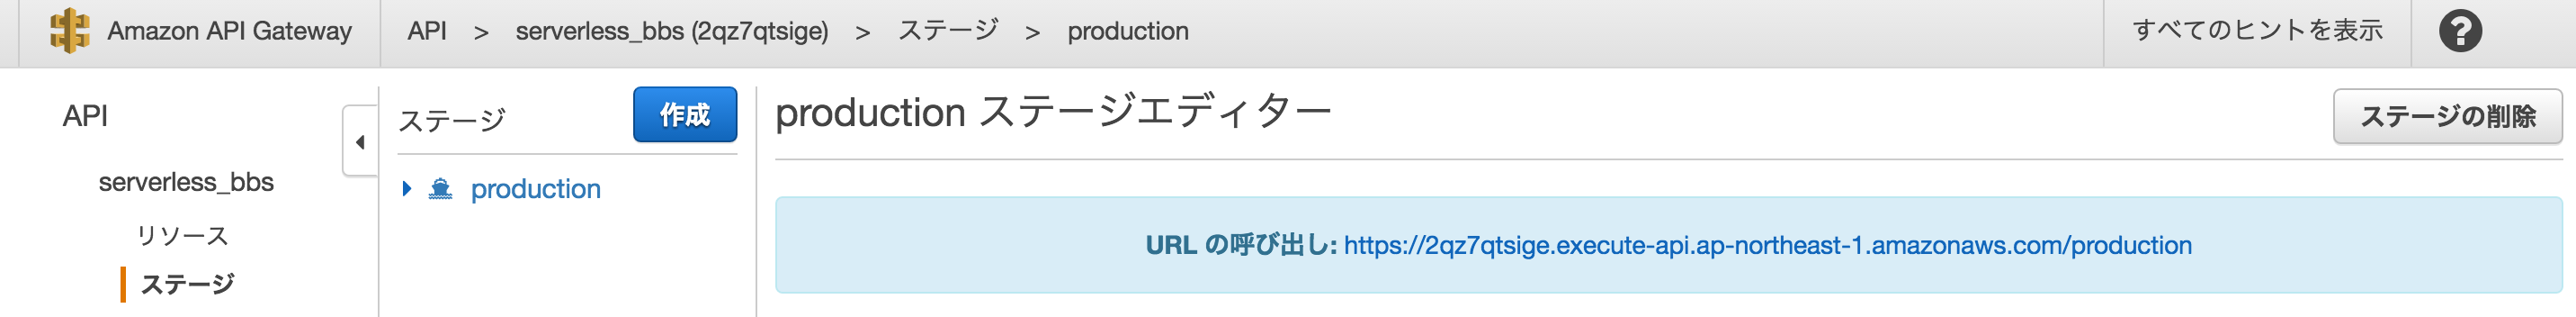 Amazon API Gateway API > serverless_bbs (2qz7qtsige) > ステージ > production すべてのヒントを表示 ?
API
serverless_bbs
リソース
ステージ
ステージ 作成
production
production ステージエディター ステージの削除
URL の呼び出し: https://2qz7qtsige.execute-api.ap-northeast-1.amazonaws.com/production